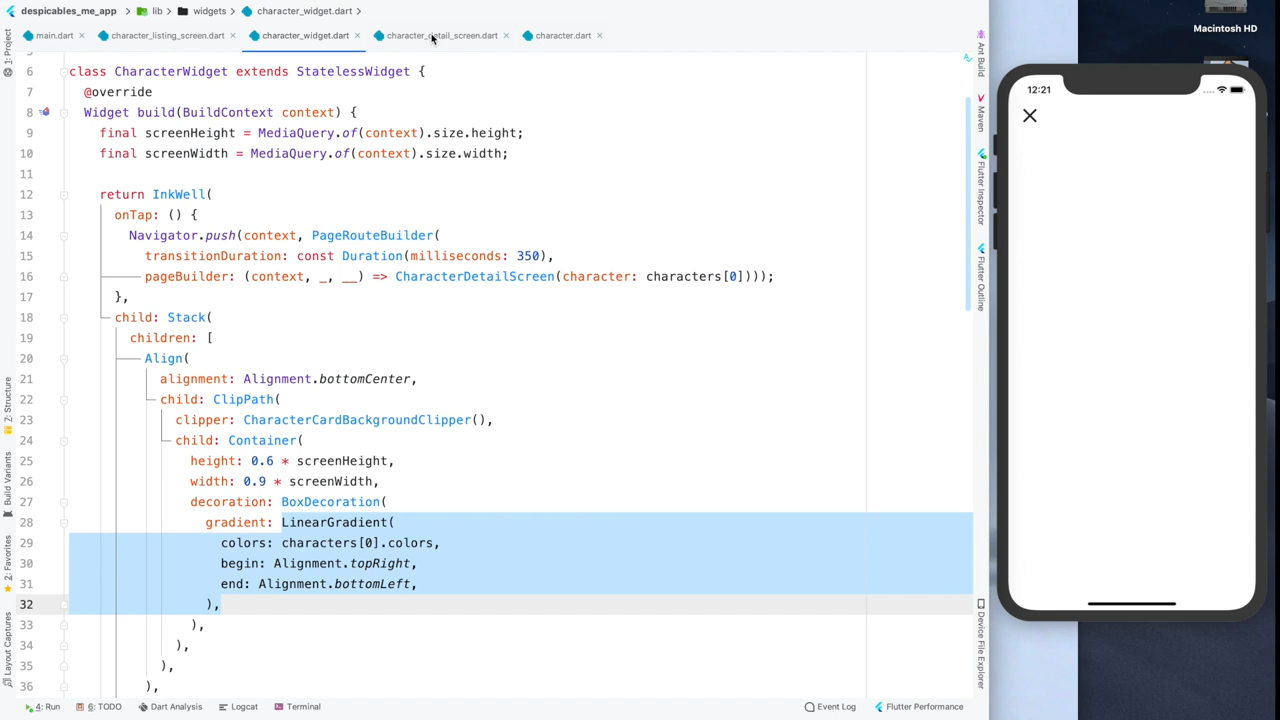 despicables_me_app
lib
widgets
character_widget.dart
main.dart
character_listing_screen.dart
character_widget.dart
character_detail_screen.dart
character.dart
Macintosh HD
1: Project
7: Structure
Build Variants
2: Favorites
Layout Captures
6 class CharacterWidget extends StatelessWidget {
7 @override
8 Widget build(BuildContext context) {
9 final screenHeight = MediaQuery.of(context).size.height;
10 final screenWidth = MediaQuery.of(context).size.width;
11
12 return InkWell(
13 onTap: () {
14 Navigator.push(context, PageRouteBuilder(
15 transitionDuration: const Duration(milliseconds: 350),
16 pageBuilder: (context, _, __) => CharacterDetailScreen(character: characters[0])));
17 },
18 child: Stack(
19 children: [
20 Align(
21 alignment: Alignment.bottomCenter,
22 child: ClipPath(
23 clipper: CharacterCardBackgroundClipper(),
24 child: Container(
25 height: 0.6 * screenHeight,
26 width: 0.9 * screenWidth,
27 decoration: BoxDecoration(
28 gradient: LinearGradient(
29 colors: characters[0].colors,
30 begin: Alignment.topRight,
31 end: Alignment.bottomLeft,
32 ),
33 ),
34 ),
35 ),
36 ),
Ant Build
Maven
Flutter Inspector
Flutter Outline
Device File Explorer
12:21
4: Run
6: TODO
Dart Analysis
Logcat
Terminal
Event Log
Flutter Performance